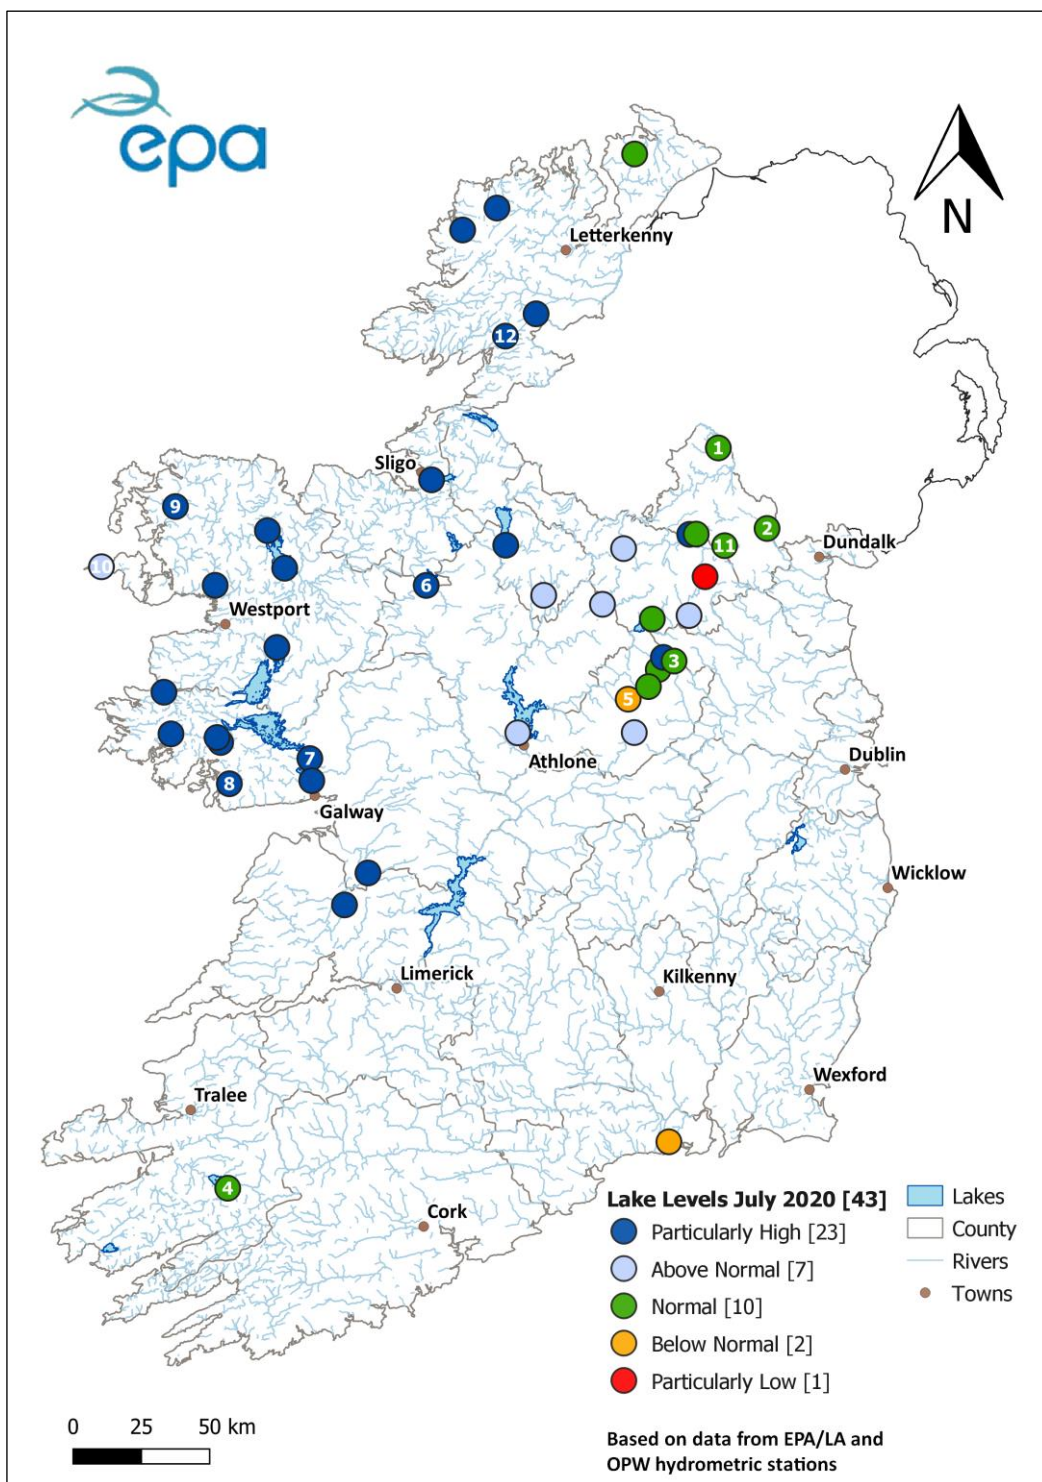 epa
N
Letterkenny
12
1
Sligo
9
2
Dundalk
11
10
6
Westport
3
5
Athlone
7
Dublin
8
Galway
Wicklow
Limerick
Kilkenny
Wexford
Tralee
4
Cork
Lake Levels July 2020 [43]
Particularly High [23]
Above Normal [7]
Normal [10]
Below Normal [2]
Particularly Low [1]
Lakes
County
Rivers
Towns
0 25 50 km
Based on data from EPA/LA and
OPW hydrometric stations